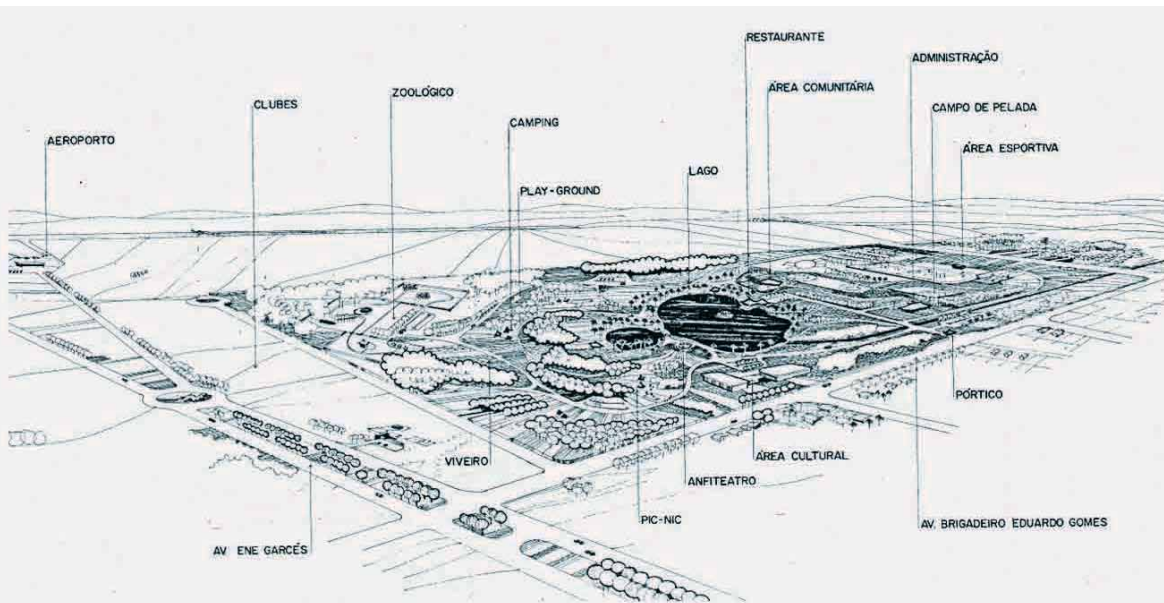 RESTAURANTE
ADMINISTRAÇÃO
ÁREA COMUNITÁRIA
ZOOLÓGICO
CLUBES
CAMPO DE PELADA
CAMPING
AEROPORTO
ÁREA ESPORTIVA
LAGO
PLAY-GROUND
PÓRTICO
VIVEIRO
ÁREA CULTURAL
ANFITEATRO
PIC-NIC
AV. BRIGADEIRO EDUARDO GOMES
AV ENE GARCÉS